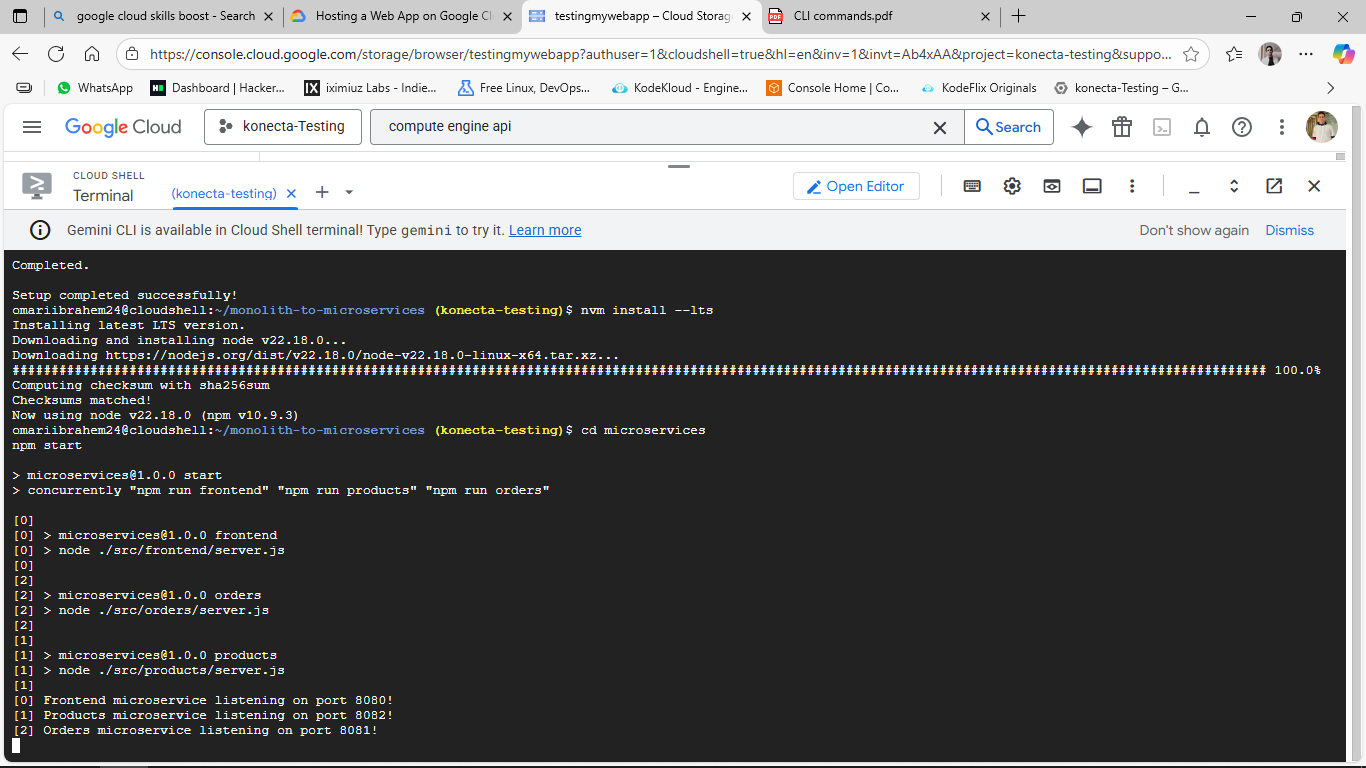 google cloud skills boost - Search
Hosting a Web App on Google Cl
testingmywebapp – Cloud Storag
CLI commands.pdf
https://console.cloud.google.com/storage/browser/testingmywebapp?authuser=1&cloudshell=true&hl=en&inv=1&invt=Ab4xAA&project=konecta-testing&suppo...
WhatsApp
Dashboard | Hacker...
iximiuz Labs - Indie...
Free Linux, DevOps...
KodeKloud - Engine...
Console Home | Co...
KodeFlix Originals
konecta-Testing – G...
Google Cloud
konecta-Testing
compute engine api
Search
CLOUD SHELL
Terminal
(konecta-testing)
Open Editor
Gemini CLI is available in Cloud Shell terminal! Type gemini to try it. Learn more
Don't show again
Dismiss
Completed.
Setup completed successfully!
omariibrahem24@cloudshell:~/monolith-to-microservices (konecta-testing)$ nvm install --lts
Installing latest LTS version.
Downloading and installing node v22.18.0...
Downloading https://nodejs.org/dist/v22.18.0/node-v22.18.0-linux-x64.tar.xz...
######################################################################################################################################################################### 100.0%
Computing checksum with sha256sum
Checksums matched!
Now using node v22.18.0 (npm v10.9.3)
omariibrahem24@cloudshell:~/monolith-to-microservices (konecta-testing)$ cd microservices
npm start
> microservices@1.0.0 start
> concurrently "npm run frontend" "npm run products" "npm run orders"
[0]
[0] > microservices@1.0.0 frontend
[0] > node ./src/frontend/server.js
[0]
[2]
[2] > microservices@1.0.0 orders
[2] > node ./src/orders/server.js
[2]
[1]
[1] > microservices@1.0.0 products
[1] > node ./src/products/server.js
[1]
[0] Frontend microservice listening on port 8080!
[1] Products microservice listening on port 8082!
[2] Orders microservice listening on port 8081!